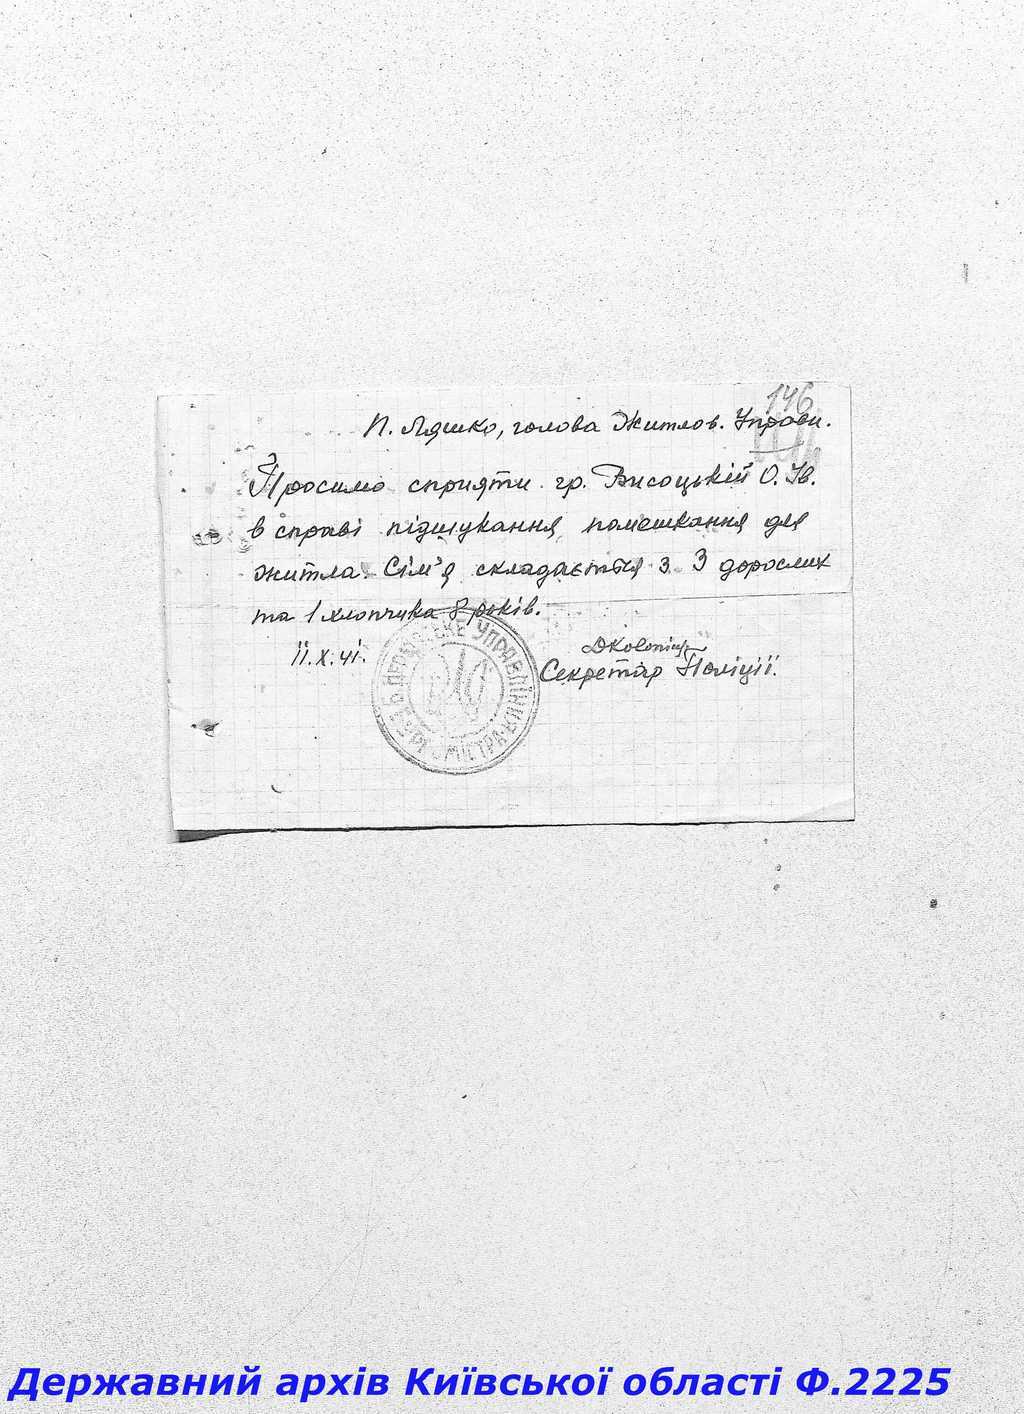 146
П. Ляшко, голова Житлов. Управи.
Просимо сприяти гр. Висоцькій О. Ів.
в справі підшукання помешкання для
житла. Сім'я складається з 3 дорослих
та 1 хлопчика 8 років.
11.X.41.
Секретар Поліції.
УПРАВЛІННЯ
Державний архів Київської області Ф.2225